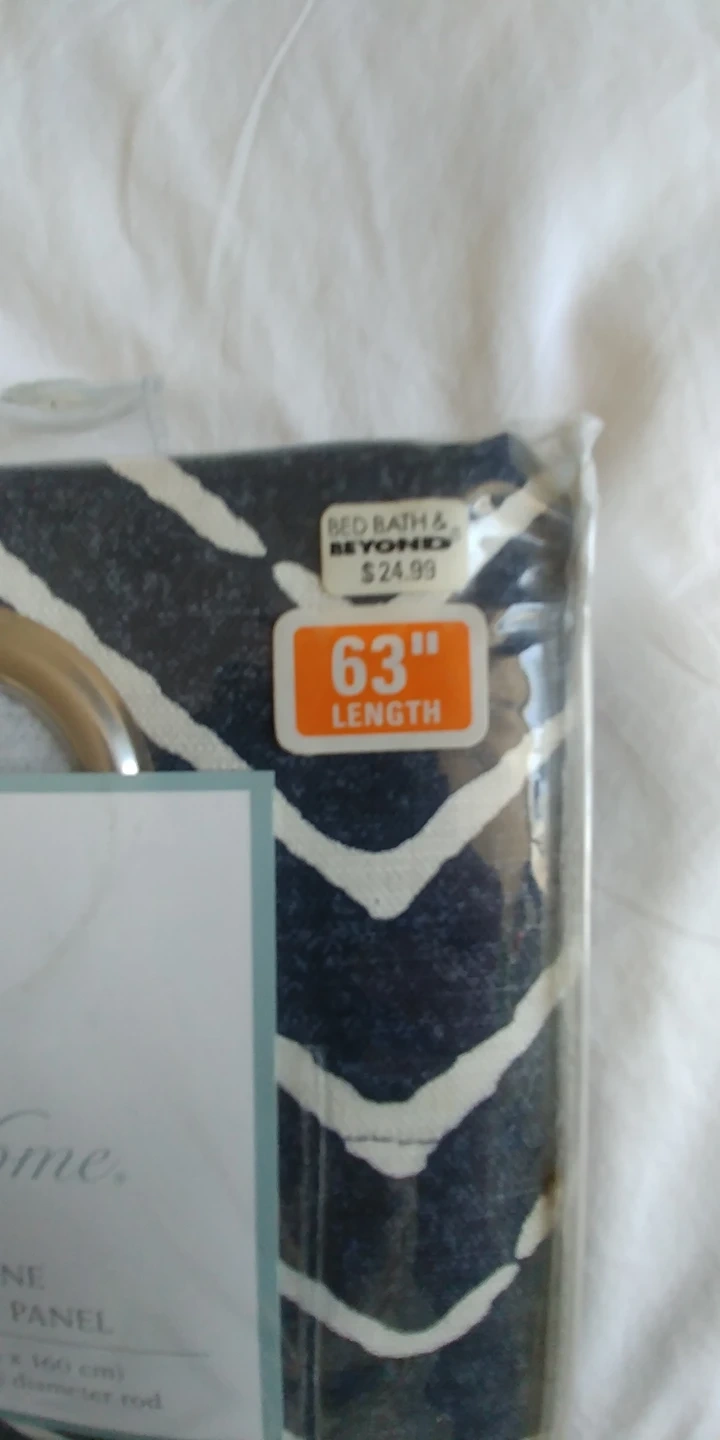 BED BATH &
BEYOND®
$24.99
63"
LENGTH
ome®
NE
PANEL
x 160 cm)
diameter rod